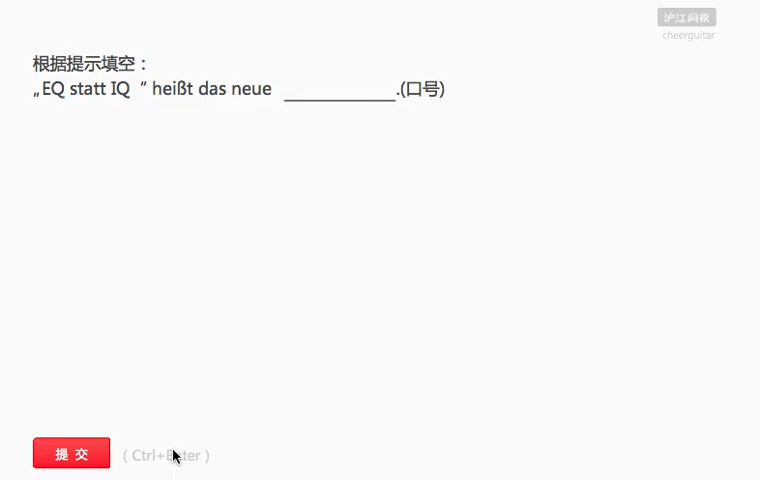 沪江网校
cheerguitar
根据提示填空：
„EQ statt IQ “ heißt das neue ____________.(口号)
提 交
( Ctrl+Enter )